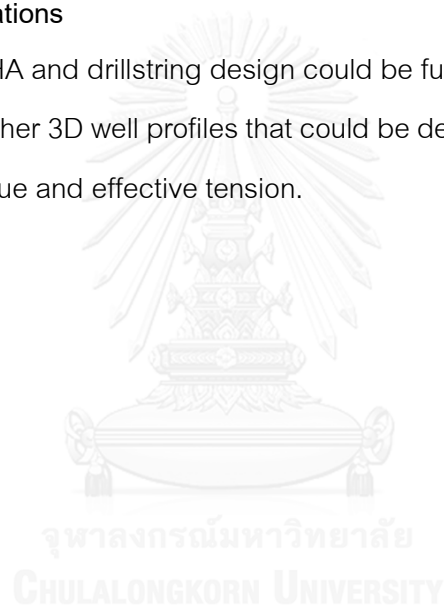 ations
HA and drillstring design could be fu
her 3D well profiles that could be de
ue and effective tension.
จุฬาลงกรณ์มหาวิทยาลัย
CHULALONGKORN UNIVERSITY